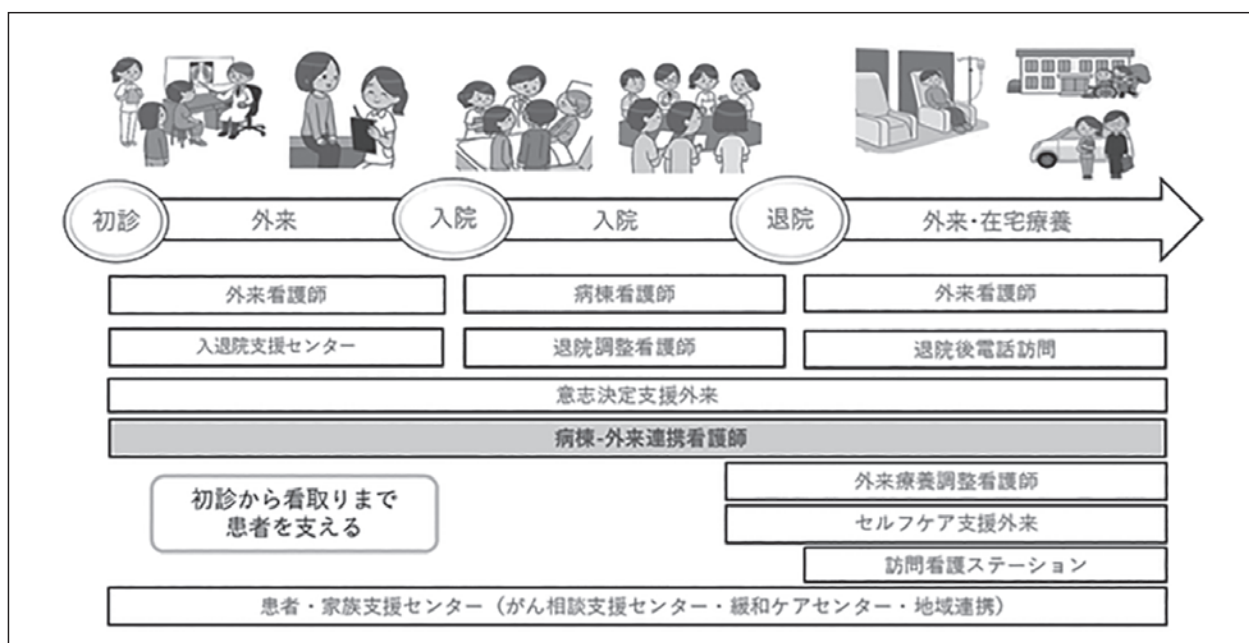 初診
外来
入院
入院
退院
外来・在宅療養
外来看護師
病棟看護師
外来看護師
入退院支援センター
退院調整看護師
退院後電話訪問
意志決定支援外来
病棟-外来連携看護師
初診から看取りまで
患者を支える
外来療養調整看護師
セルフケア支援外来
訪問看護ステーション
患者・家族支援センター（がん相談支援センター・緩和ケアセンター・地域連携）